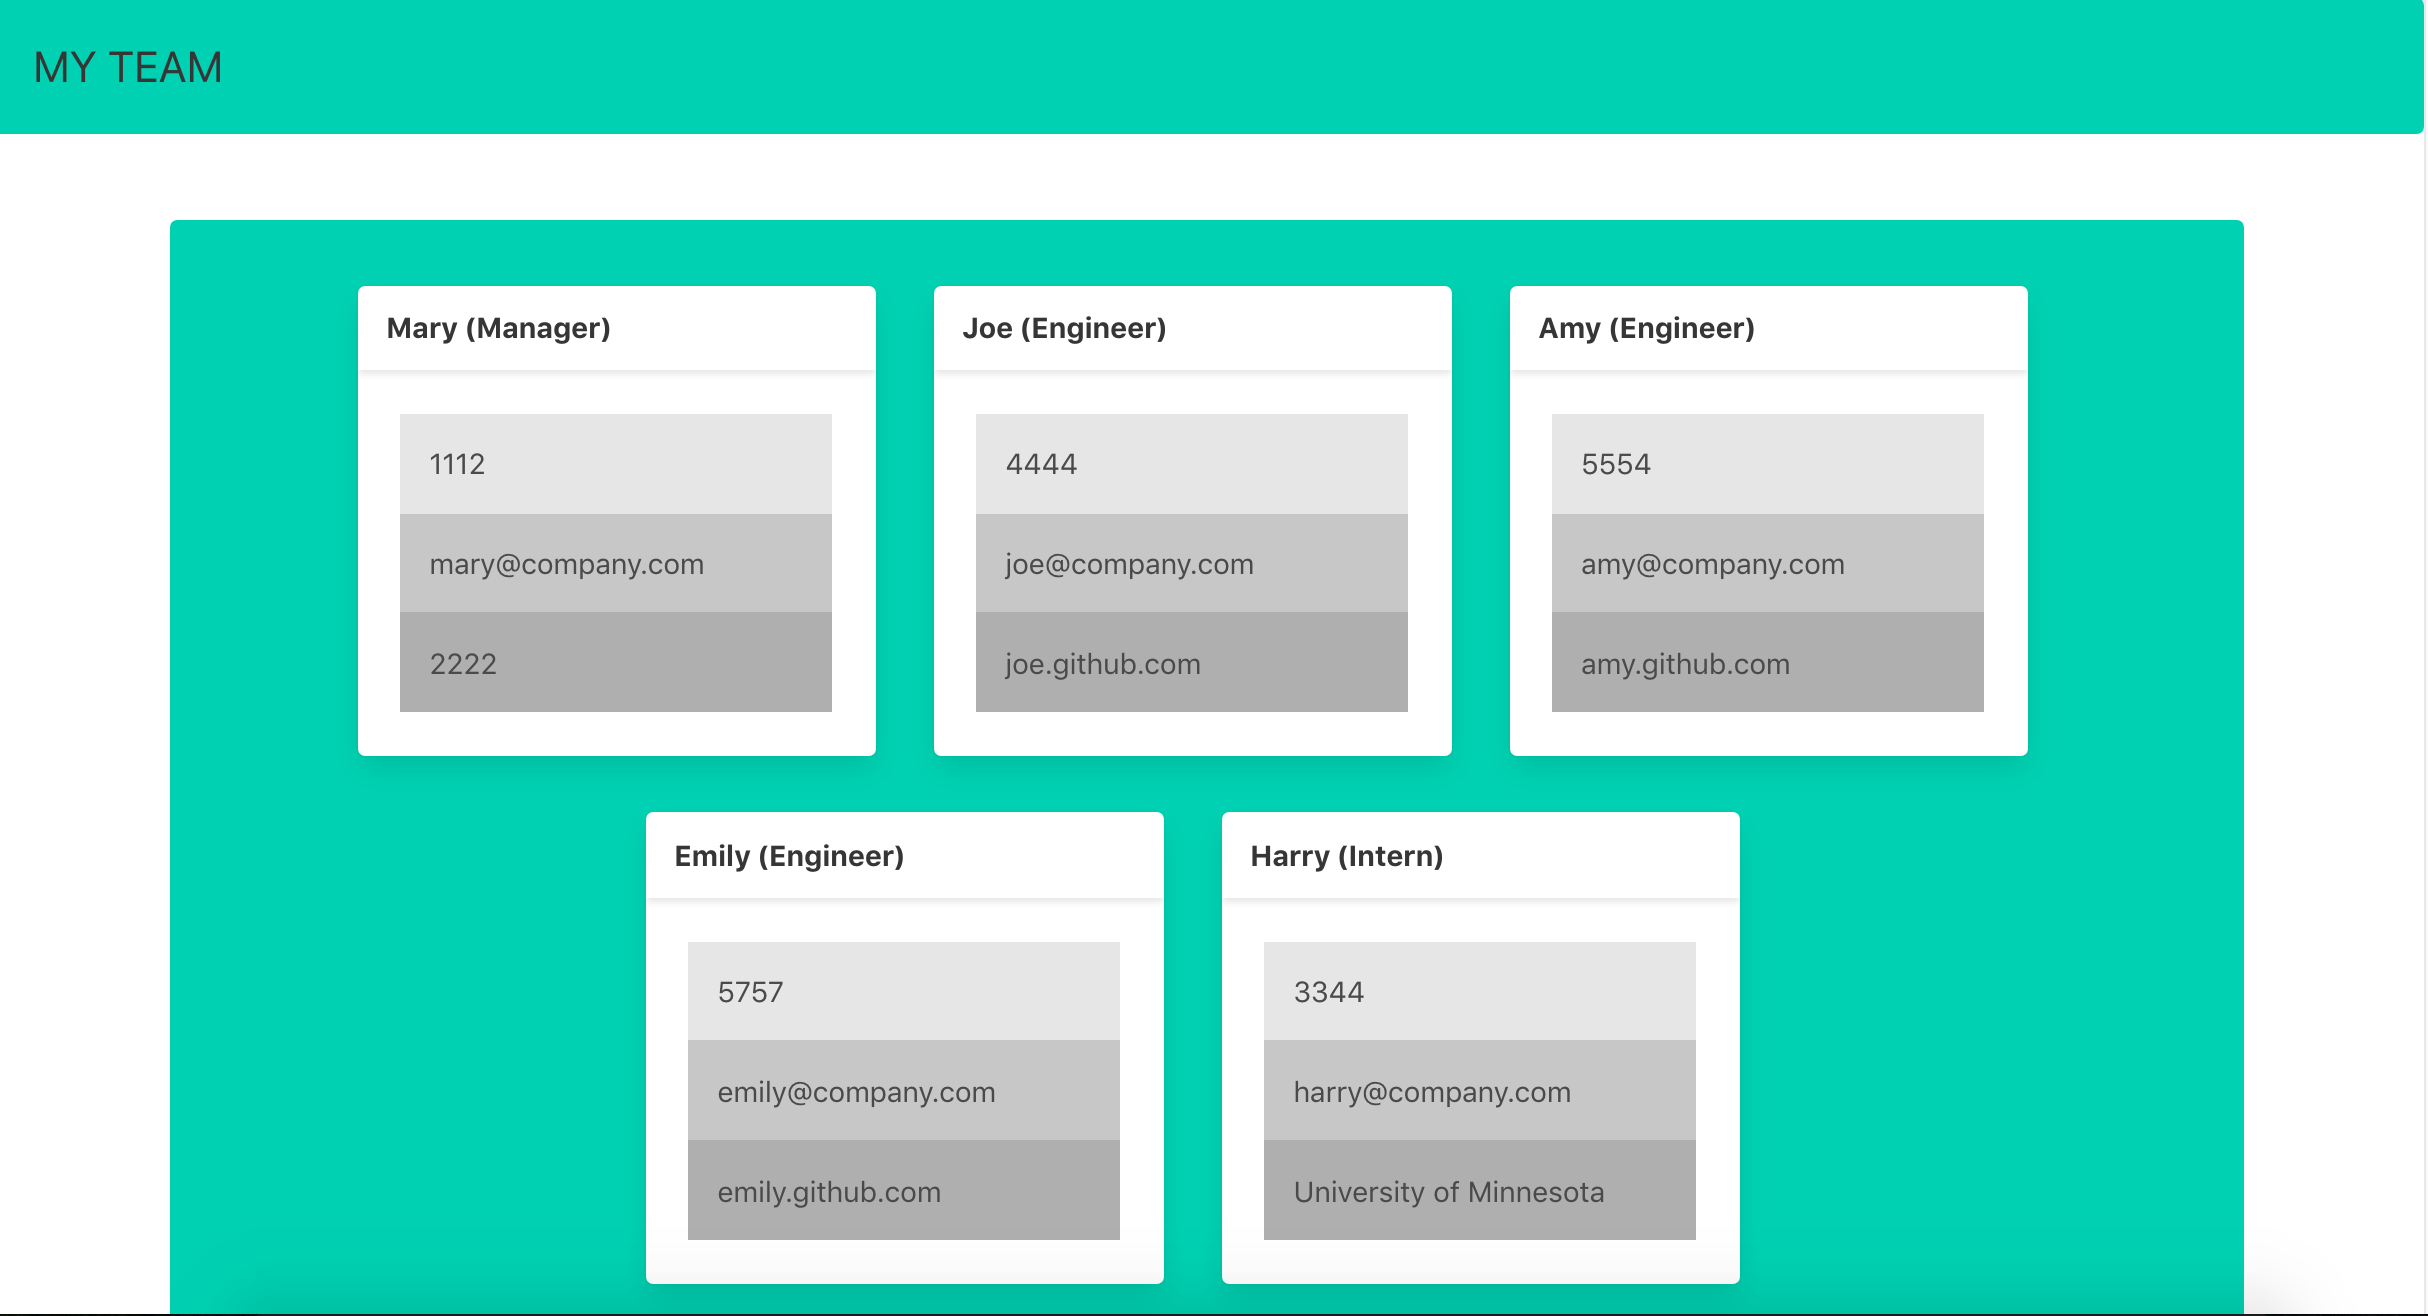 MY TEAM
Mary (Manager)
1112
mary@company.com
2222
Joe (Engineer)
4444
joe@company.com
joe.github.com
Amy (Engineer)
5554
amy@company.com
amy.github.com
Emily (Engineer)
5757
emily@company.com
emily.github.com
Harry (Intern)
3344
harry@company.com
University of Minnesota